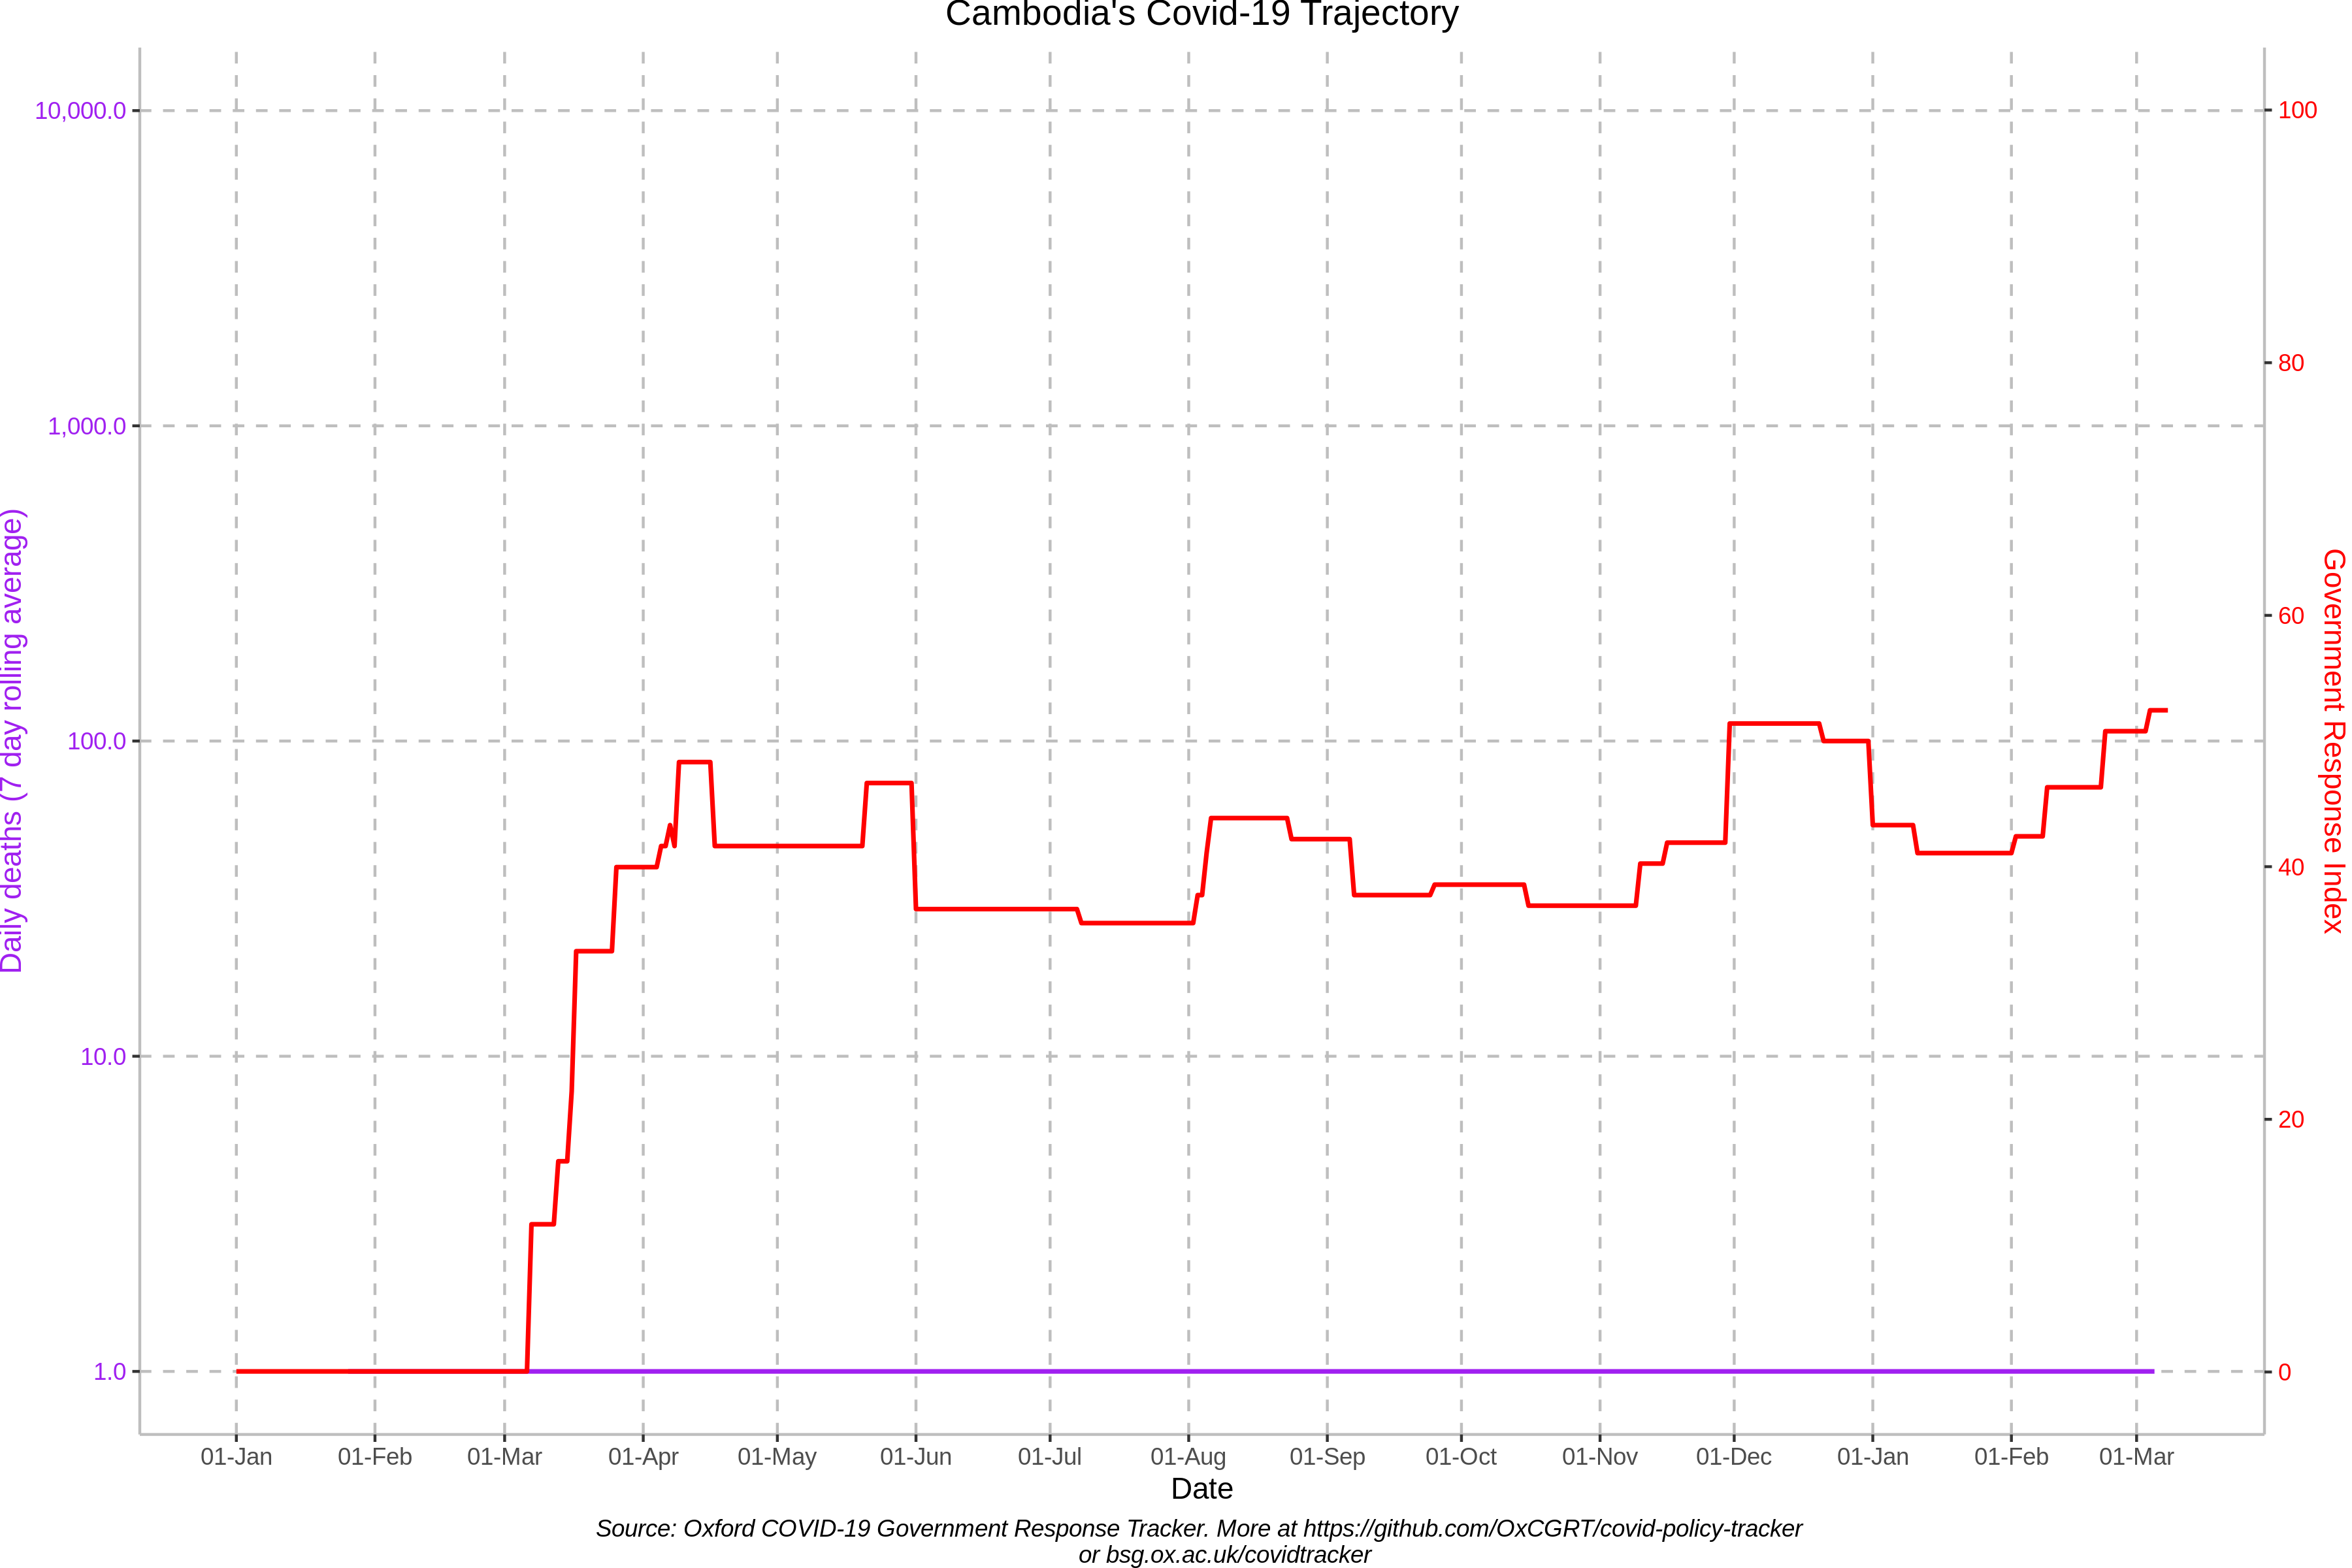 Cambodia's Covid-19 Trajectory
10,000.0
1,000.0
100.0
10.0
1.0
Daily deaths (7 day rolling average)
100
80
60
40
20
0
Government Response Index
01-Jan 01-Feb 01-Mar 01-Apr 01-May 01-Jun 01-Jul 01-Aug 01-Sep 01-Oct 01-Nov 01-Dec 01-Jan 01-Feb 01-Mar
Date
Source: Oxford COVID-19 Government Response Tracker. More at https://github.com/OxCGRT/covid-policy-tracker
or bsg.ox.ac.uk/covidtracker